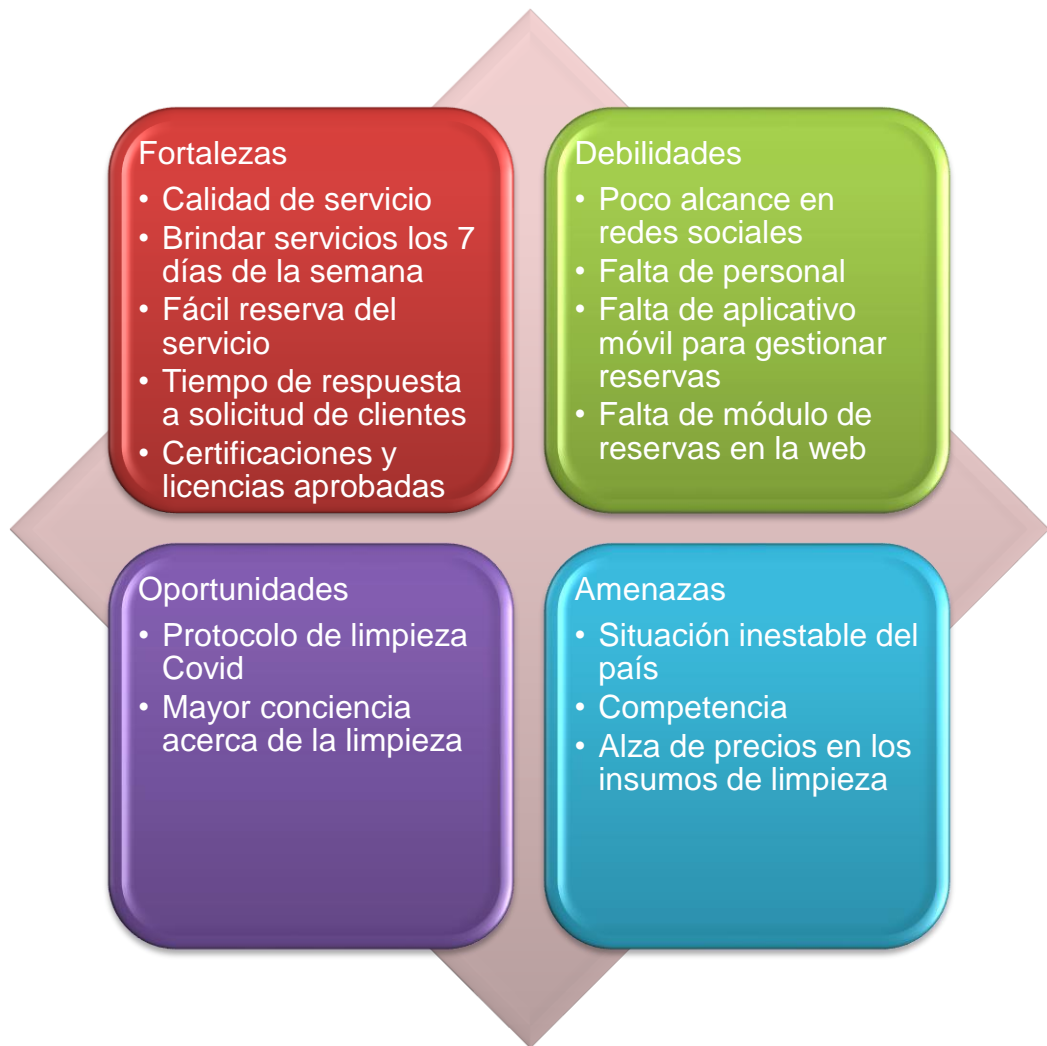 Fortalezas
• Calidad de servicio
• Brindar servicios los 7
días de la semana
• Fácil reserva del
servicio
• Tiempo de respuesta
a solicitud de clientes
• Certificaciones y
licencias aprobadas
Debilidades
• Poco alcance en
redes sociales
• Falta de personal
• Falta de aplicativo
móvil para gestionar
reservas
• Falta de módulo de
reservas en la web
Oportunidades
• Protocolo de limpieza
Covid
• Mayor conciencia
acerca de la limpieza
Amenazas
• Situación inestable del
país
• Competencia
• Alza de precios en los
insumos de limpieza